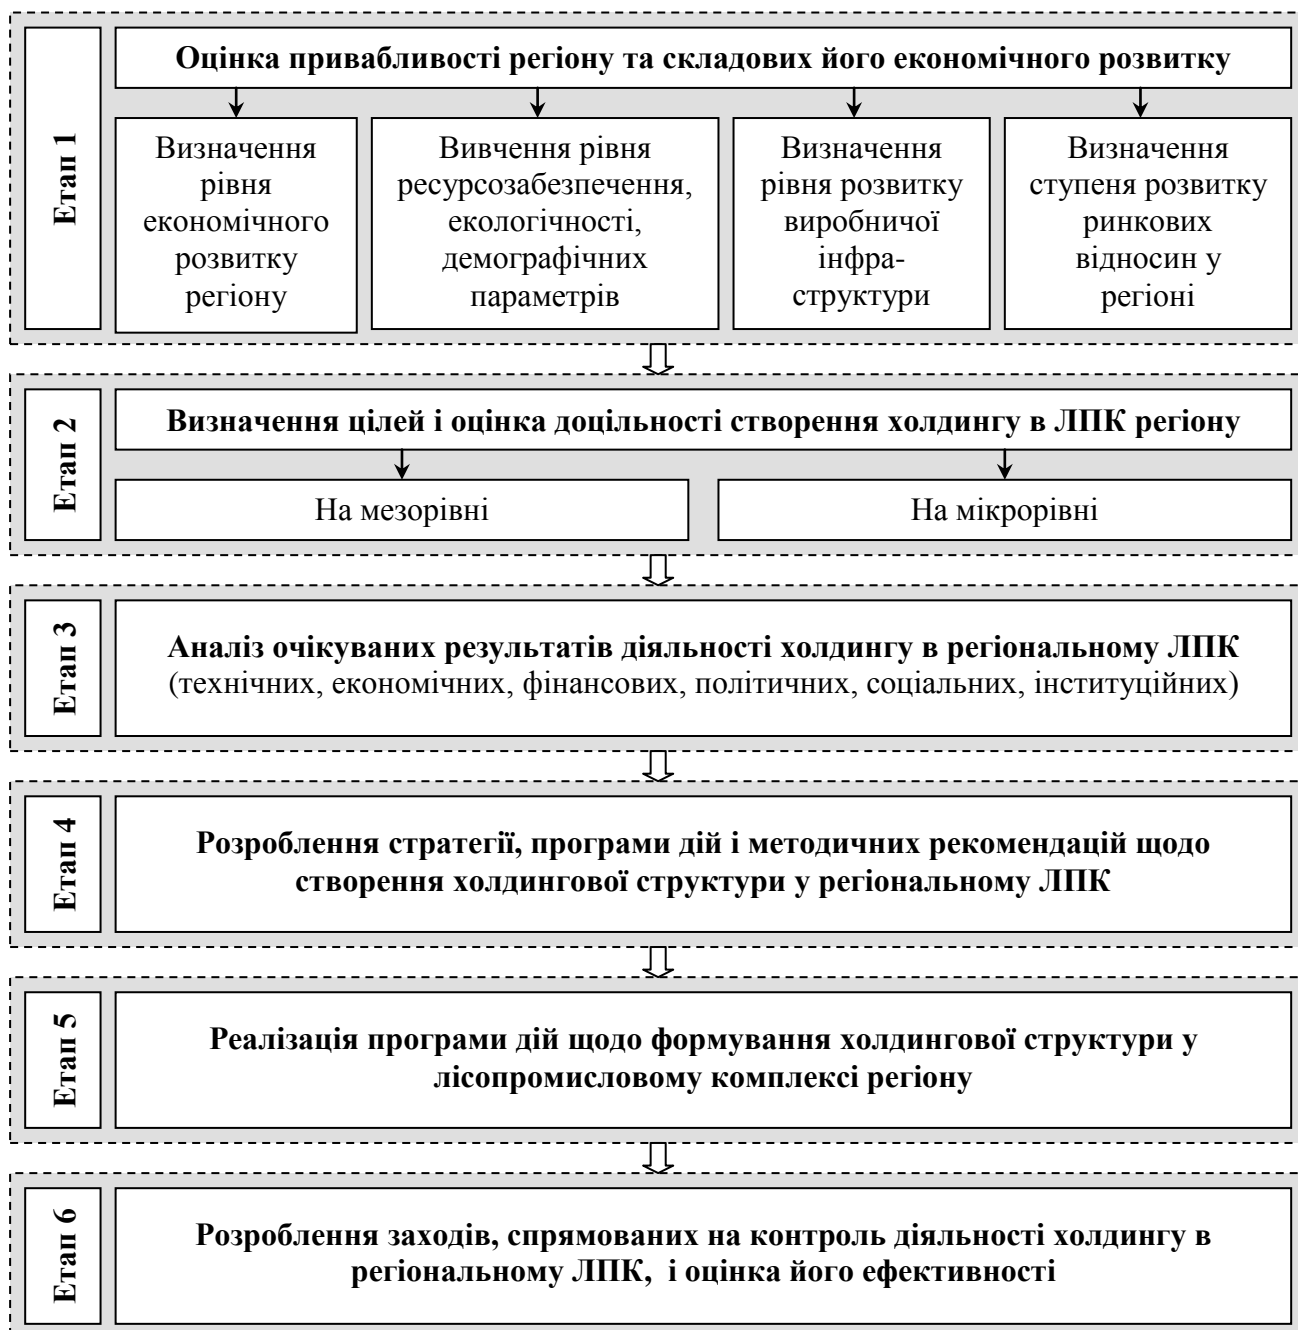 Етап 1
Оцінка привабливості регіону та складових його економічного розвитку
Визначення
рівня
економічного
розвитку
регіону
Вивчення рівня
ресурсозабезпечення,
екологічності,
демографічних
параметрів
Визначення
рівня розвитку
виробничої
інфра-
структури
Визначення
ступеня розвитку
ринкових
відносин у
регіоні
Етап 2
Визначення цілей і оцінка доцільності створення холдингу в ЛПК регіону
На мезорівні
На мікрорівні
Етап 3
Аналіз очікуваних результатів діяльності холдингу в регіональному ЛПК
(технічних, економічних, фінансових, політичних, соціальних, інституційних)
Етап 4
Розроблення стратегії, програми дій і методичних рекомендацій щодо
створення холдингової структури у регіональному ЛПК
Етап 5
Реалізація програми дій щодо формування холдингової структури у
лісопромисловому комплексі регіону
Етап 6
Розроблення заходів, спрямованих на контроль діяльності холдингу в
регіональному ЛПК, і оцінка його ефективності